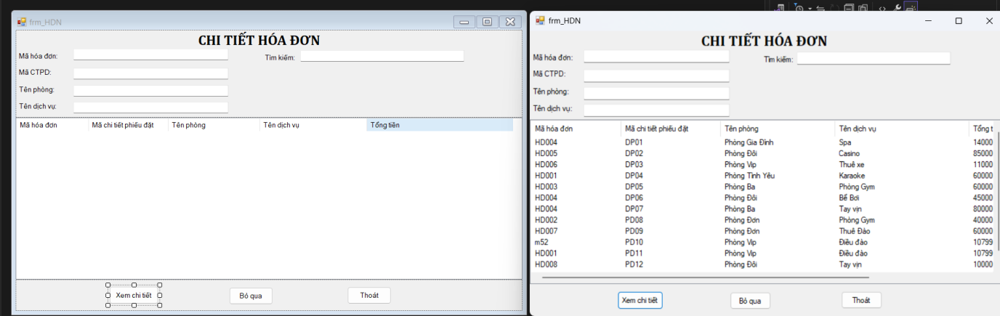 frm_HDN
CHI TIẾT HÓA ĐƠN
Mã hóa đơn:
Tìm kiếm:
Mã CTPD:
Tên phòng:
Tên dịch vụ:
Mã hóa đơn Mã chi tiết phiếu đặt Tên phòng Tên dịch vụ Tổng tiền
Xem chi tiết Bỏ qua Thoát
frm_HDN
CHI TIẾT HÓA ĐƠN
Mã hóa đơn:
Tìm kiếm:
Mã CTPD:
Tên phòng:
Tên dịch vụ:
Mã hóa đơn Mã chi tiết phiếu đặt Tên phòng Tên dịch vụ Tổng t
HD004 DP01 Phòng Gia Đình Spa 14000
HD005 DP02 Phòng Đôi Casino 85000
HD006 DP03 Phòng Vip Thuê xe 11000
HD001 DP04 Phòng Tình Yêu Karaoke 60000
HD003 DP05 Phòng Ba Phòng Gym 60000
HD004 DP06 Phòng Đôi Bể Bơi 45000
HD004 DP07 Phòng Ba Tay vịn 80000
HD002 PD08 Phòng Đơn Phòng Gym 40000
HD007 PD09 Phòng Đơn Thuê Đào 60000
m52 PD10 Phòng Vip Điều đào 10799
HD001 PD11 Phòng Vip Điều đào 10799
HD008 PD12 Phòng Đôi Tay vịn 10000
Xem chi tiết Bỏ qua Thoát